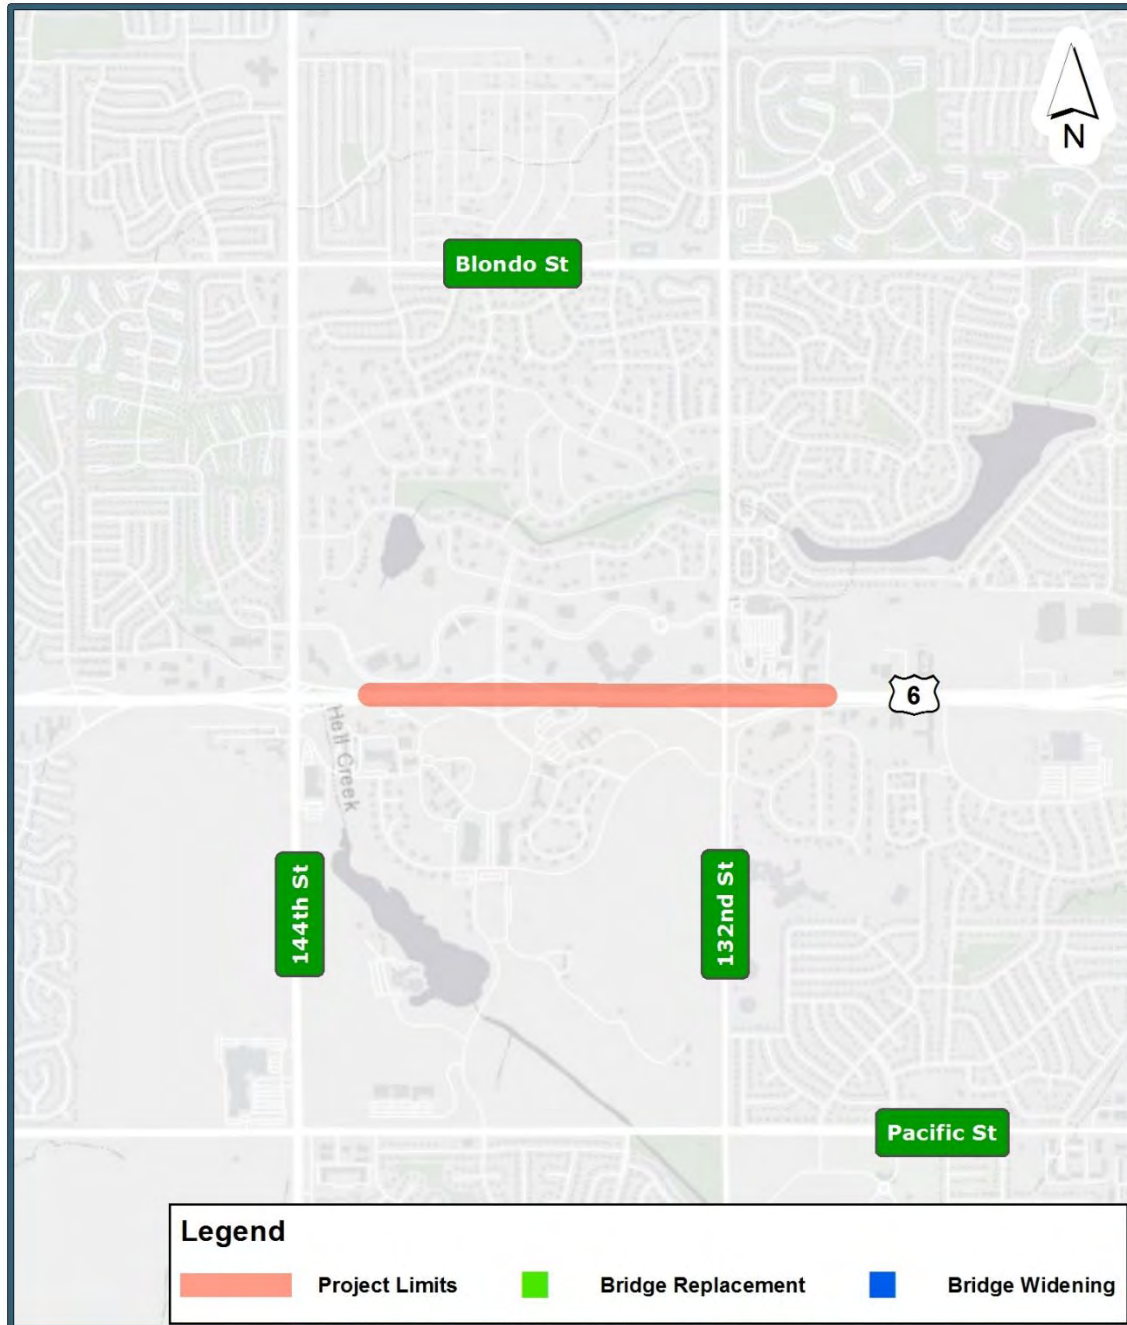 N
Blondo St
6
Hell Creek
144th St
132nd St
Pacific St
Legend
Project Limits
Bridge Replacement
Bridge Widening